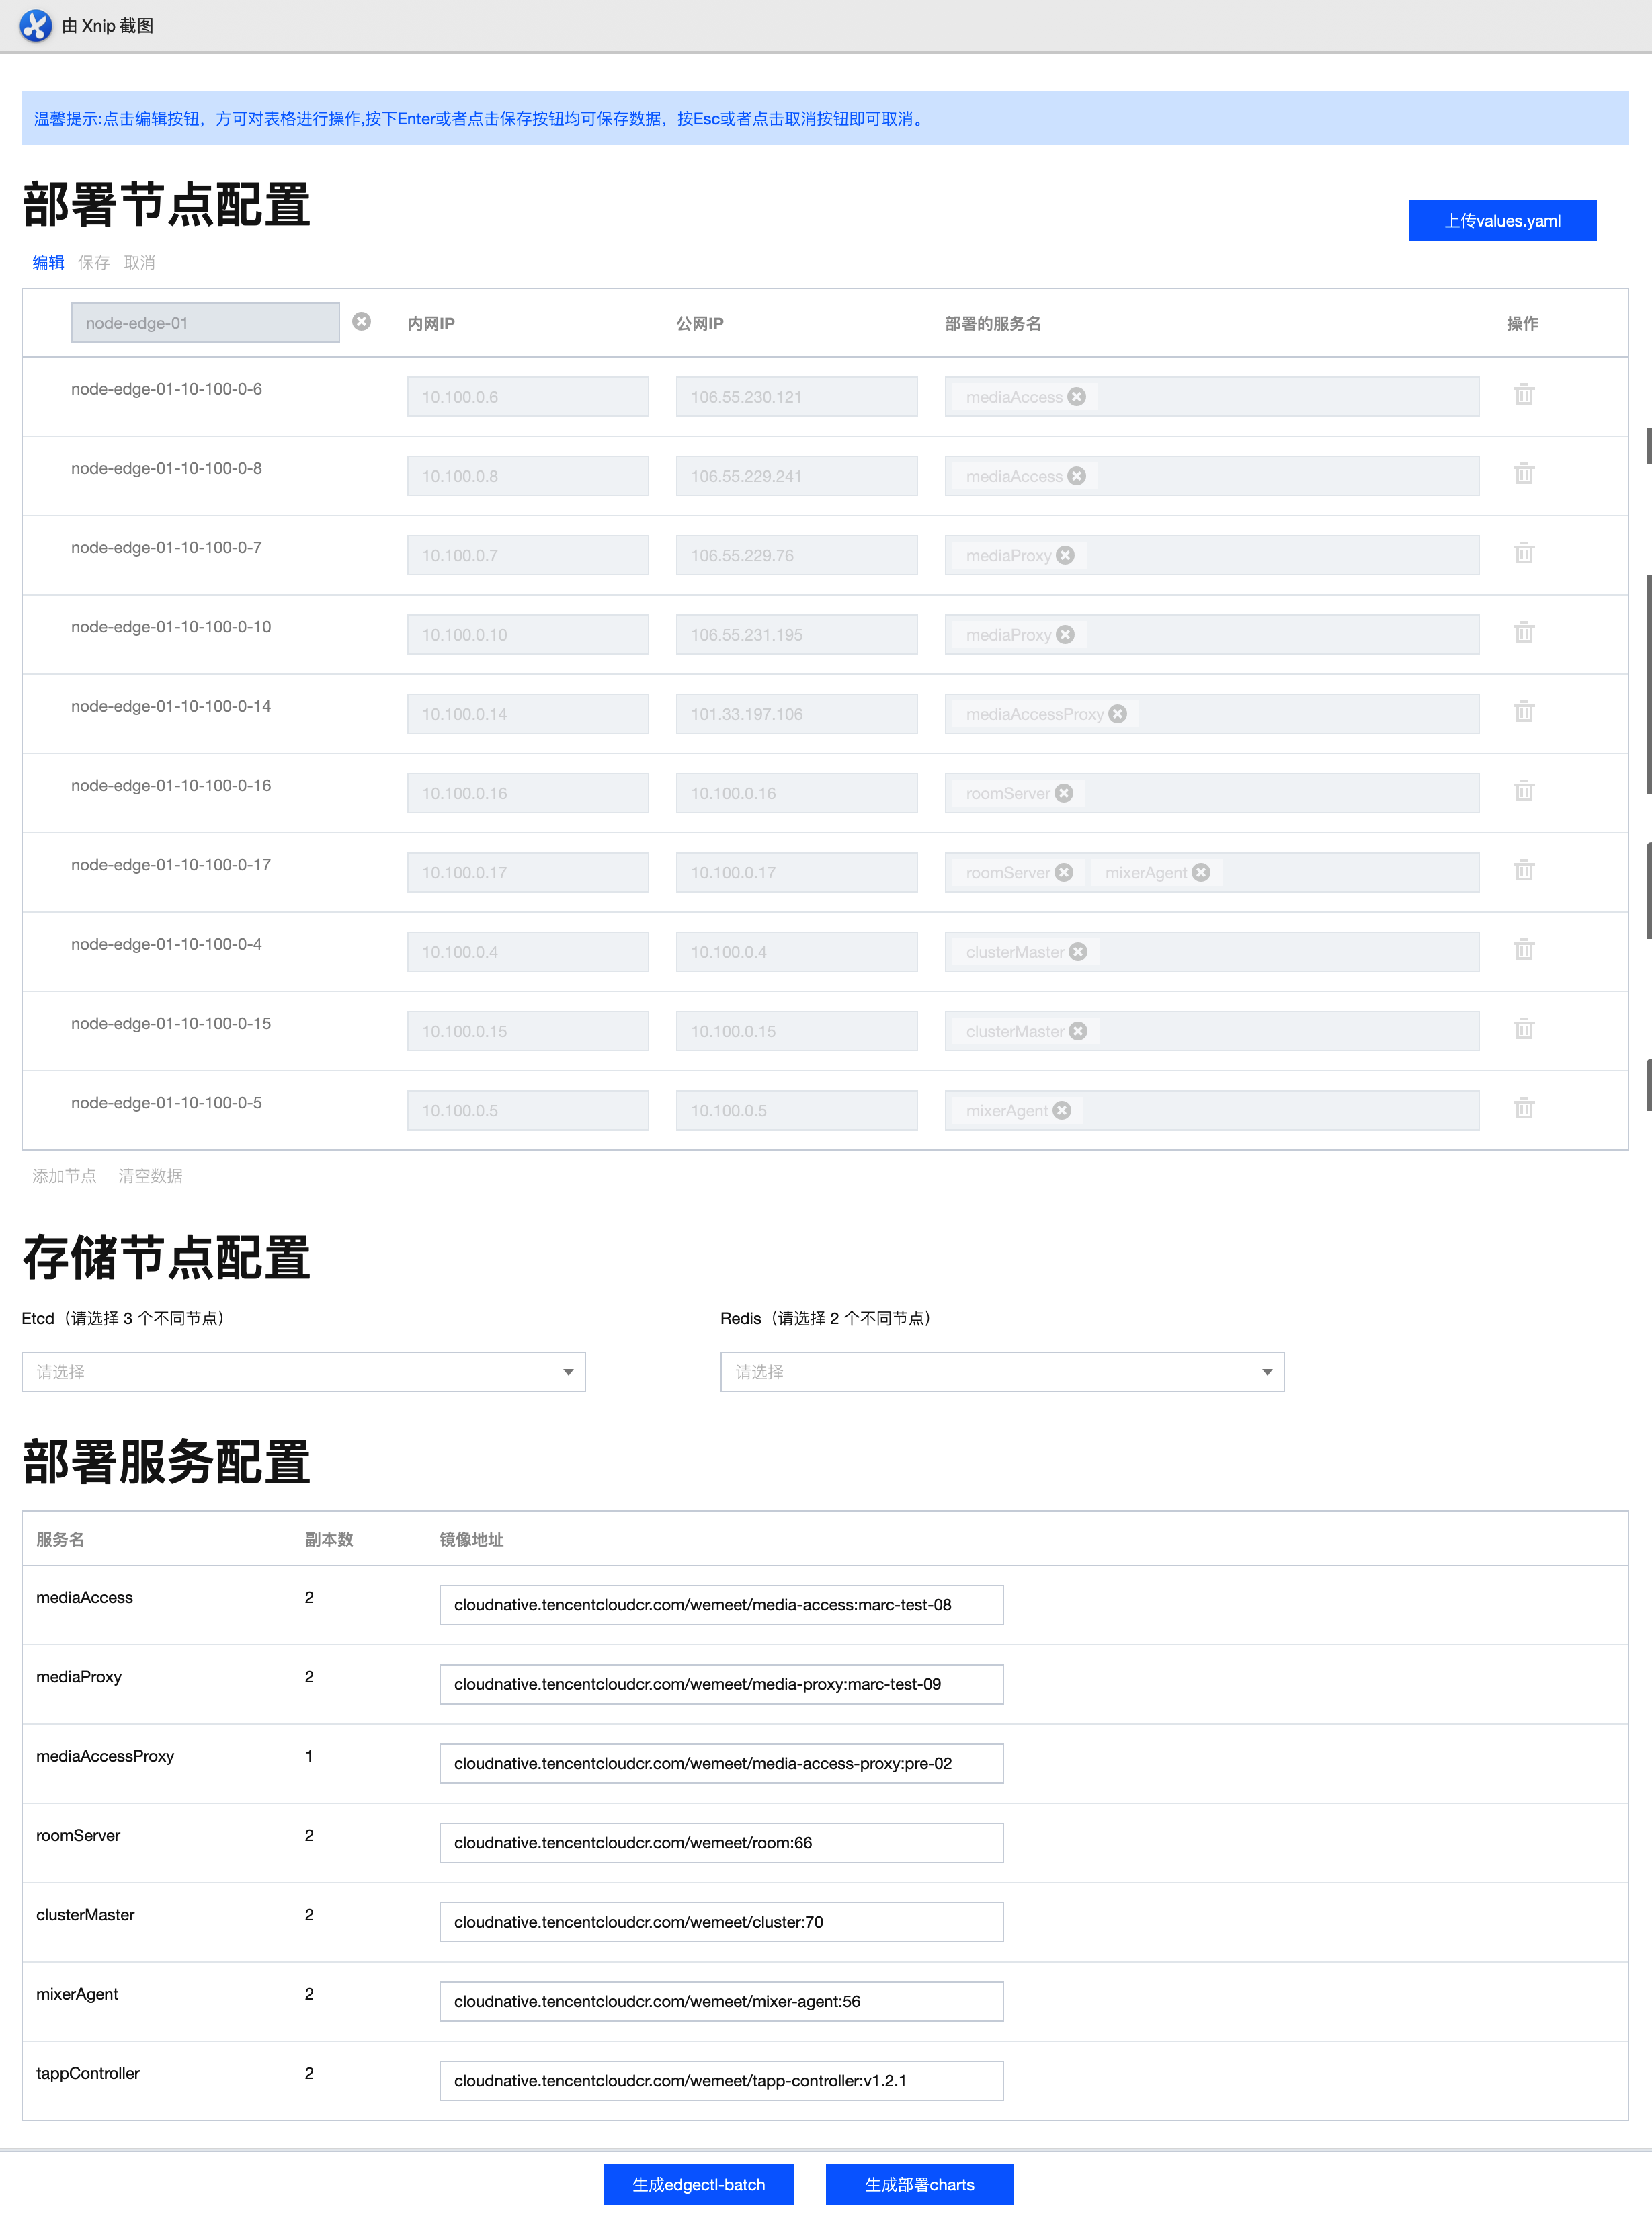 由 Xnip 截图
温馨提示:点击编辑按钮，方可对表格进行操作,按下Enter或者点击保存按钮均可保存数据，按Esc或者点击取消按钮即可取消。
部署节点配置
上传values.yaml
编辑 保存 取消
node-edge-01 内网IP 公网IP 部署的服务名 操作
node-edge-01-10-100-0-6 10.100.0.6 106.55.230.121 mediaAccess
node-edge-01-10-100-0-8 10.100.0.8 106.55.229.241 mediaAccess
node-edge-01-10-100-0-7 10.100.0.7 106.55.229.76 mediaProxy
node-edge-01-10-100-0-10 10.100.0.10 106.55.231.195 mediaProxy
node-edge-01-10-100-0-14 10.100.0.14 101.33.197.106 mediaAccessProxy
node-edge-01-10-100-0-16 10.100.0.16 10.100.0.16 roomServer
node-edge-01-10-100-0-17 10.100.0.17 10.100.0.17 roomServer mixerAgent
node-edge-01-10-100-0-4 10.100.0.4 10.100.0.4 clusterMaster
node-edge-01-10-100-0-15 10.100.0.15 10.100.0.15 clusterMaster
node-edge-01-10-100-0-5 10.100.0.5 10.100.0.5 mixerAgent
添加节点 清空数据
存储节点配置
Etcd（请选择 3 个不同节点） Redis（请选择 2 个不同节点）
请选择 请选择
部署服务配置
服务名 副本数 镜像地址
mediaAccess 2 cloudnative.tencentcloudcr.com/wemeet/media-access:marc-test-08
mediaProxy 2 cloudnative.tencentcloudcr.com/wemeet/media-proxy:marc-test-09
mediaAccessProxy 1 cloudnative.tencentcloudcr.com/wemeet/media-access-proxy:pre-02
roomServer 2 cloudnative.tencentcloudcr.com/wemeet/room:66
clusterMaster 2 cloudnative.tencentcloudcr.com/wemeet/cluster:70
mixerAgent 2 cloudnative.tencentcloudcr.com/wemeet/mixer-agent:56
tappController 2 cloudnative.tencentcloudcr.com/wemeet/tapp-controller:v1.2.1
生成edgectl-batch 生成部署charts